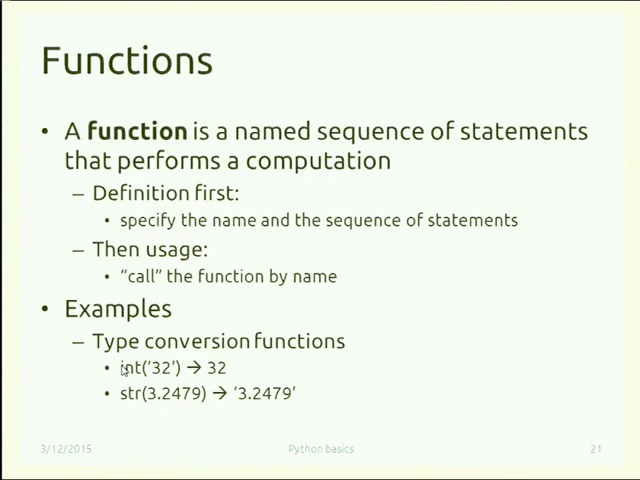 Functions
• A function is a named sequence of statements
that performs a computation
– Definition first:
• specify the name and the sequence of statements
– Then usage:
• “call” the function by name
• Examples
– Type conversion functions
• int(‘32’) → 32
• str(3.2479) → ‘3.2479’
3/12/2015 Python basics 21